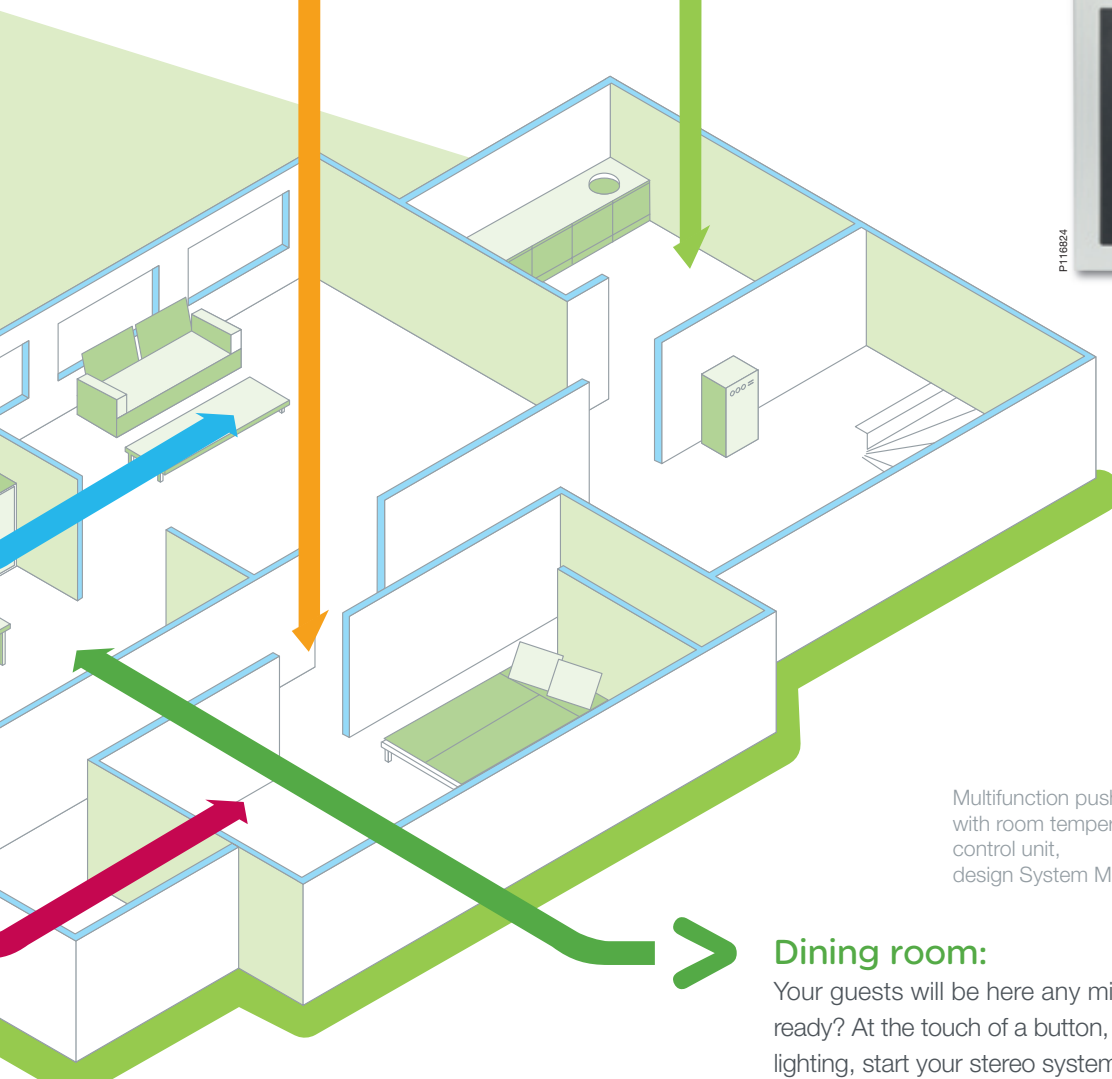 P116824
Multifunction push
with room temper
control unit,
design System M
Dining room:
Your guests will be here any mi
ready? At the touch of a button,
lighting, start your stereo system